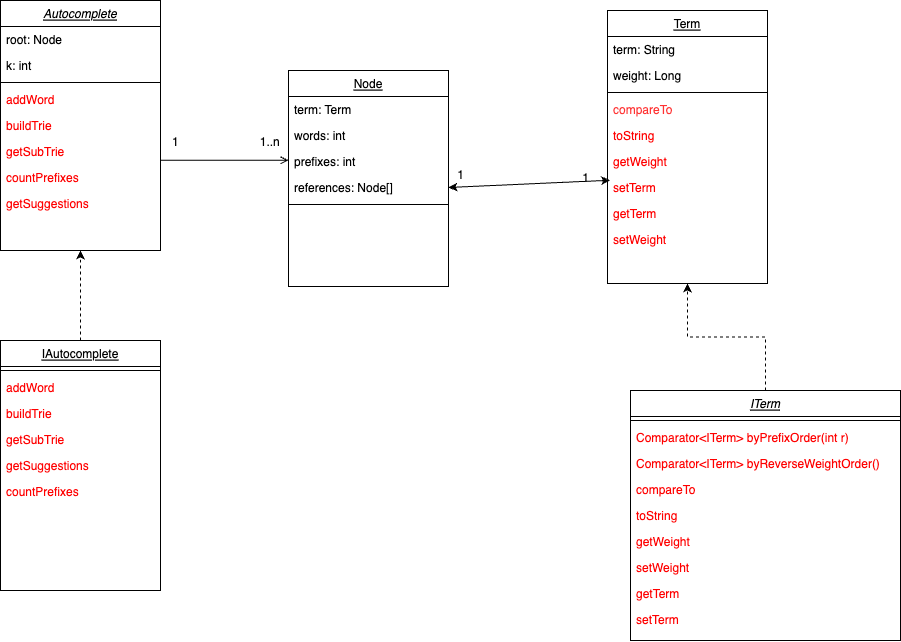 Autocomplete
root: Node
k: int
addWord
buildTrie
getSubTrie
countPrefixes
getSuggestions
1
1..n
Node
term: Term
words: int
prefixes: int
references: Node[]
1
1
Term
term: String
weight: Long
compareTo
toString
getWeight
setTerm
getTerm
setWeight
IAutocomplete
addWord
buildTrie
getSubTrie
getSuggestions
countPrefixes
ITerm
Comparator<ITerm> byPrefixOrder(int r)
Comparator<ITerm> byReverseWeightOrder()
compareTo
toString
getWeight
setWeight
getTerm
setTerm